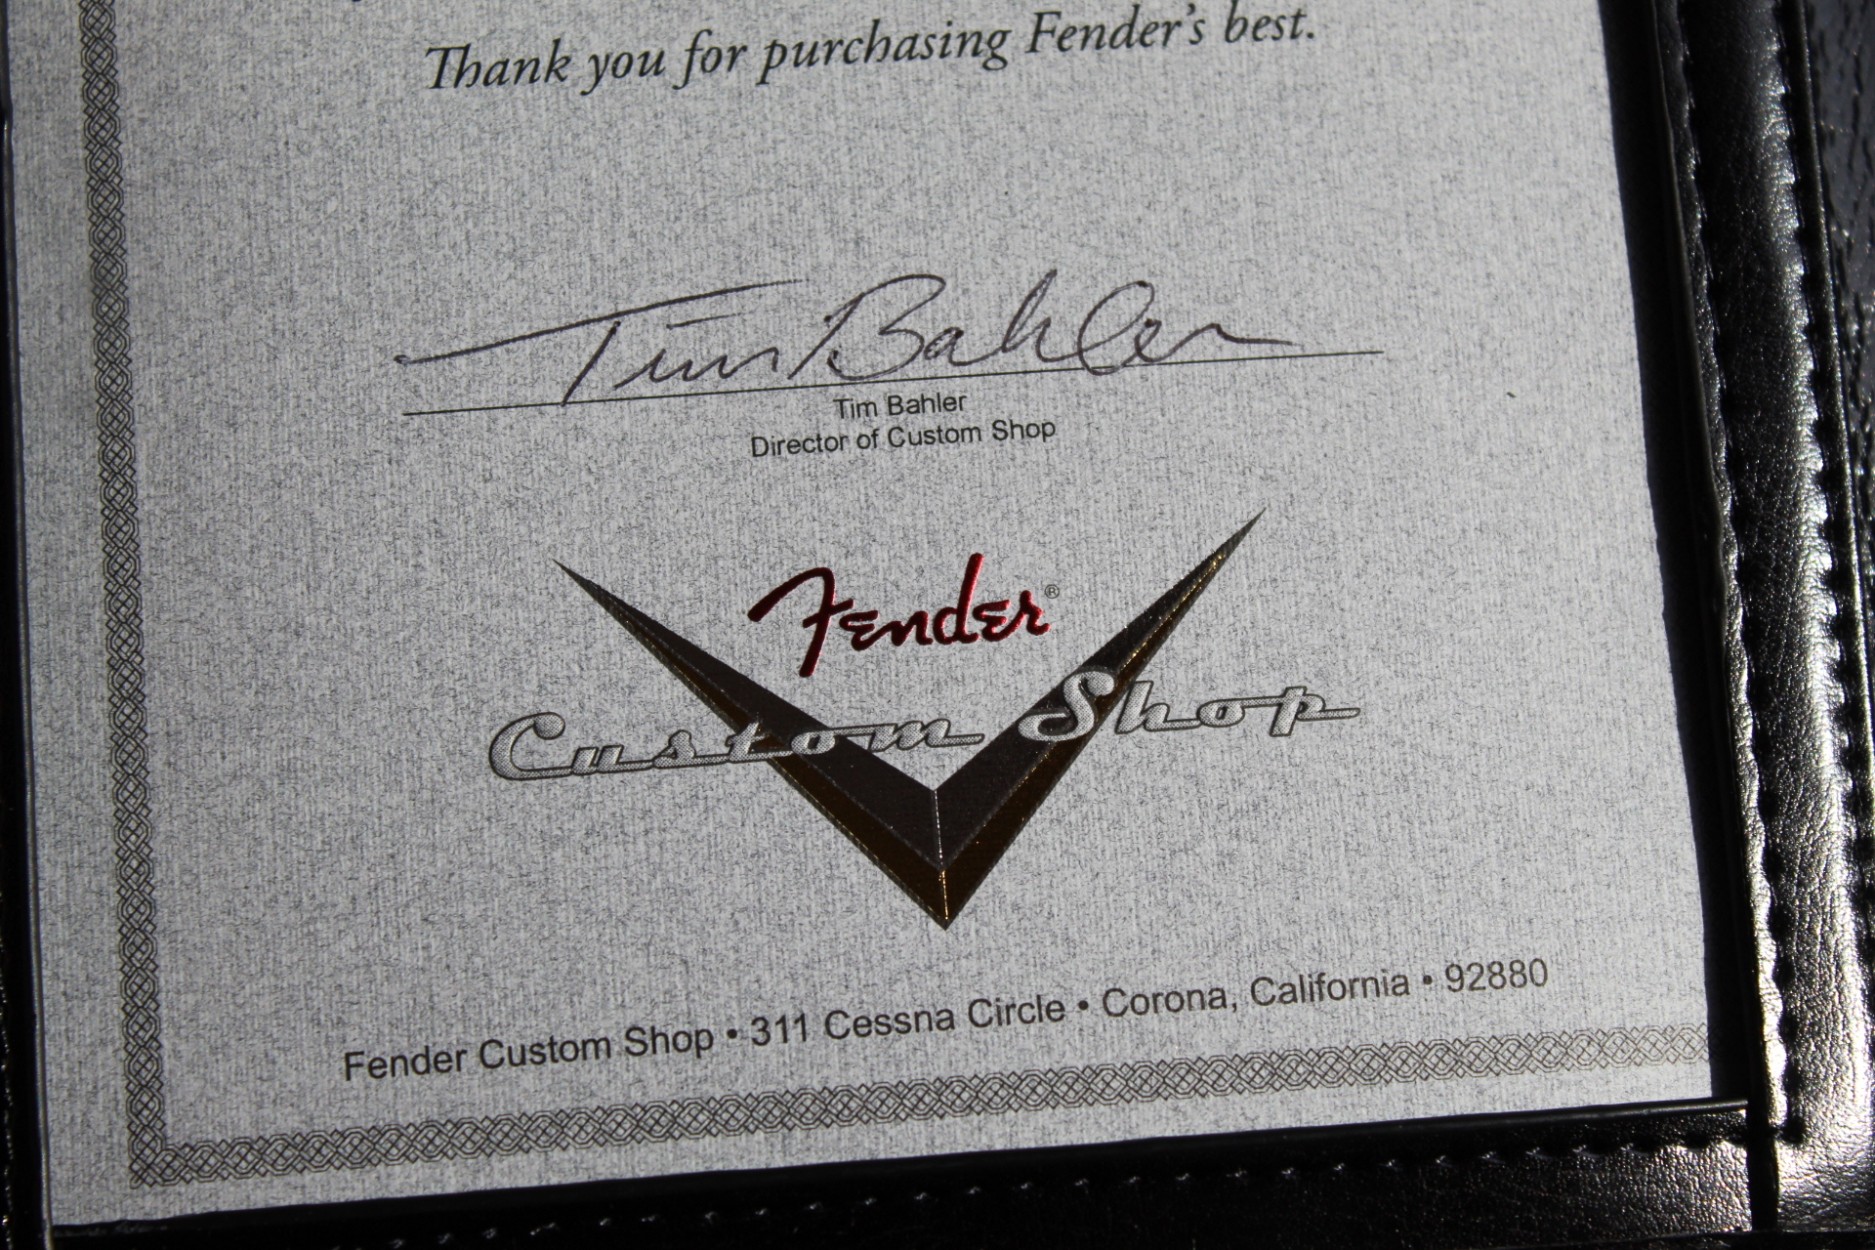 Thank you for purchasing Fender's best.
Tim Bahler
Tim Bahler
Director of Custom Shop
Fender®
Custom Shop
Fender Custom Shop • 311 Cessna Circle • Corona, California • 92880